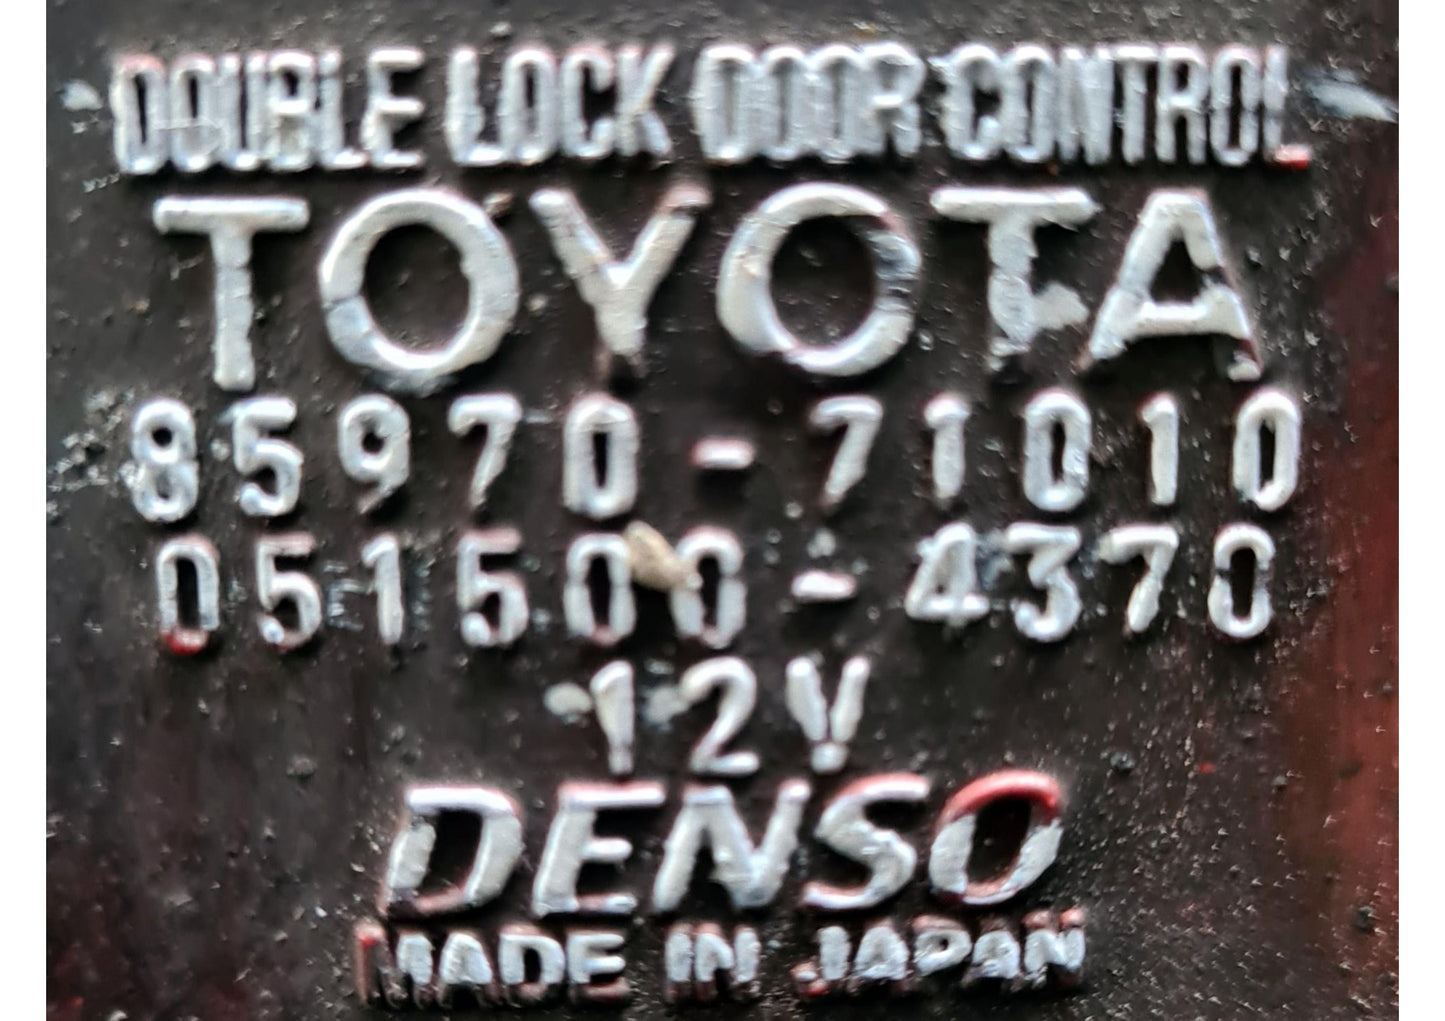 DOUBLE LOCK DOOR CONTROL
TOYOTA
85970-71010
051500-4370
12V
DENSO
MADE IN JAPAN